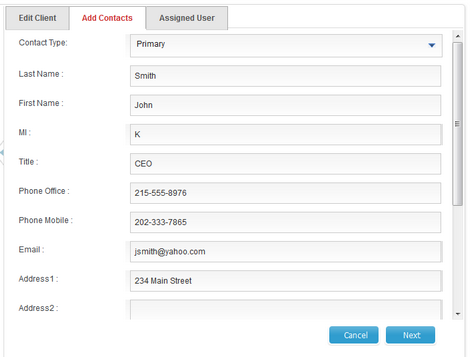 Edit Client Add Contacts Assigned User
Contact Type: Primary
Last Name : Smith
First Name : John
MI : K
Title : CEO
Phone Office : 215-555-8976
Phone Mobile : 202-333-7865
Email : jsmith@yahoo.com
Address1 : 234 Main Street
Address2 :
Cancel Next